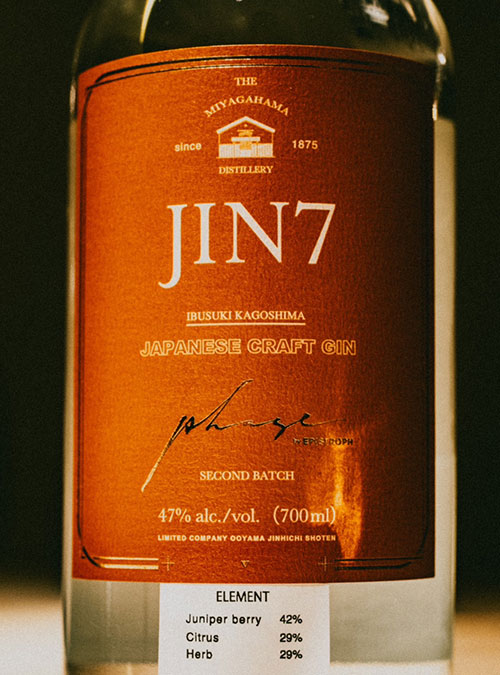 THE
MIYAGAHAMA
since 1875
DISTILLERY
JIN7
IBUSUKI KAGOSHIMA
JAPANESE CRAFT GIN
phase
SECOND BATCH
47% alc./vol. (700ml)
LIMITED COMPANY OOYAMA JINHICHI SHOTEN
ELEMENT
Juniper berry 42%
Citrus 29%
Herb 29%